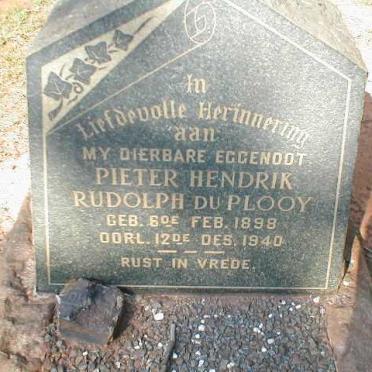 In
Liefdevolle Herinnering
aan
MY DIERBARE EGGENOOT
PIETER HENDRIK
RUDOLPH DU PLOOY
GEB. 6DE FEB. 1898
OORL. 12DE DES. 1940
RUST IN VREDE.